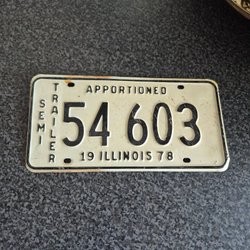 APPORTIONED
SEMI
TRAILER
54 603
19 ILLINOIS 78